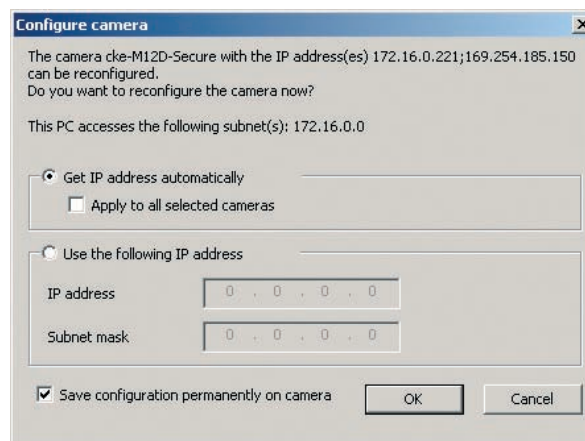 Configure camera
The camera cke-M12D-Secure with the IP address(es) 172.16.0.221;169.254.185.150
can be reconfigured.
Do you want to reconfigure the camera now?
This PC accesses the following subnet(s): 172.16.0.0
Get IP address automatically
Apply to all selected cameras
Use the following IP address
IP address 0 . 0 . 0 . 0
Subnet mask 0 . 0 . 0 . 0
Save configuration permanently on camera OK Cancel